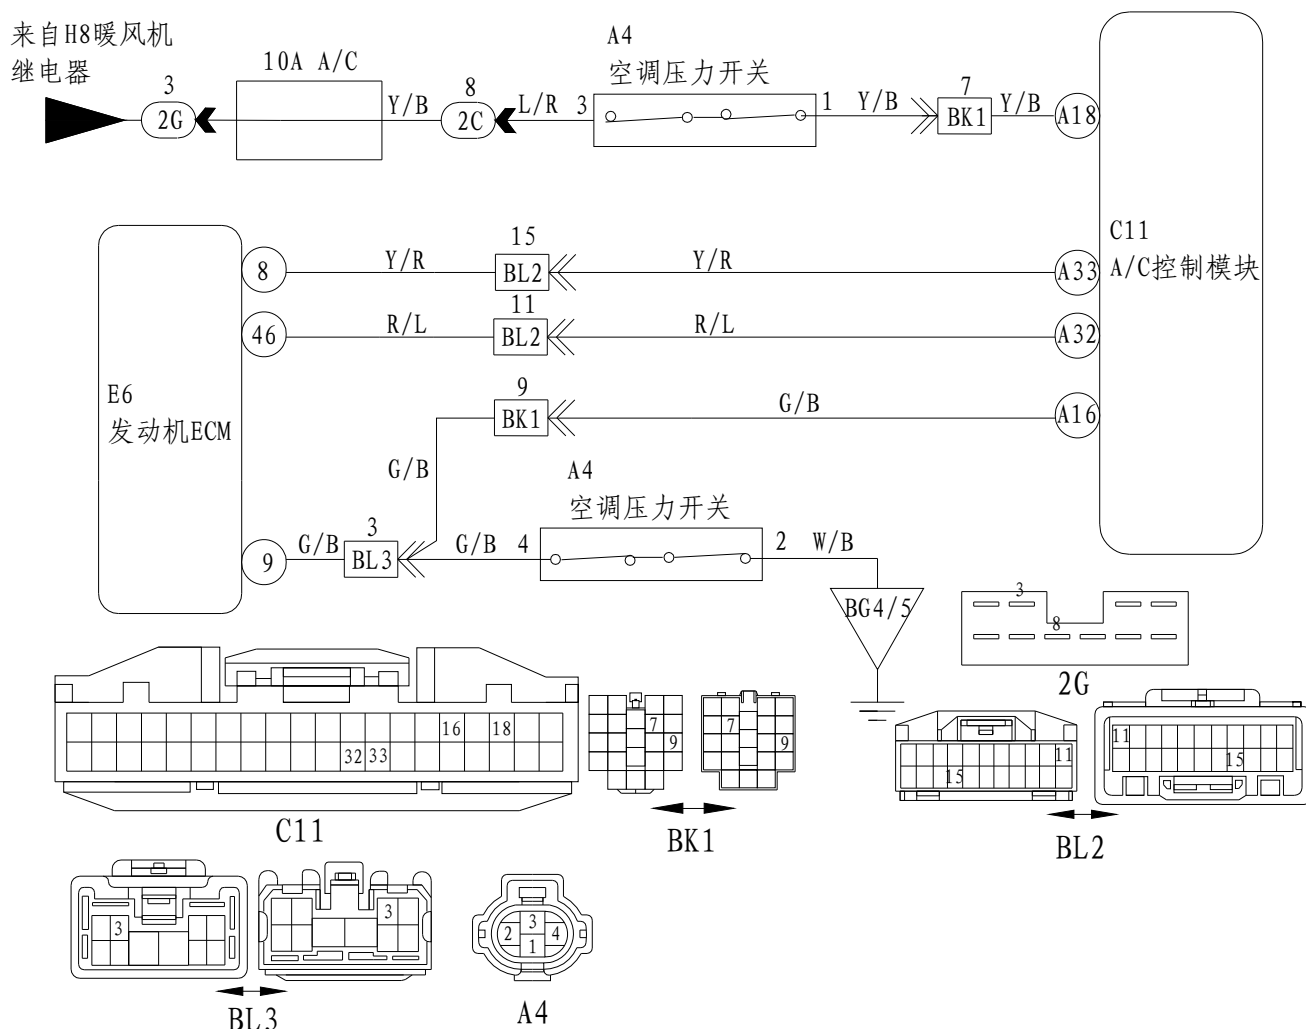 来自H8暖风机
继电器
10A A/C
3
2G
Y/B
8
2C
L/R
A4
空调压力开关
3
1
Y/B
7
BK1
Y/B
A18
C11
A/C控制模块
E6
发动机ECM
8
Y/R
15
BL2
Y/R
A33
46
R/L
11
BL2
R/L
A32
9
BK1
G/B
A16
G/B
A4
空调压力开关
9
G/B
3
BL3
G/B
4
2
W/B
BG4/5
3
8
2G
16
18
32
33
C11
7
9
7
9
BK1
11
15
11
15
BL2
3
3
BL3
3
2
4
1
A4